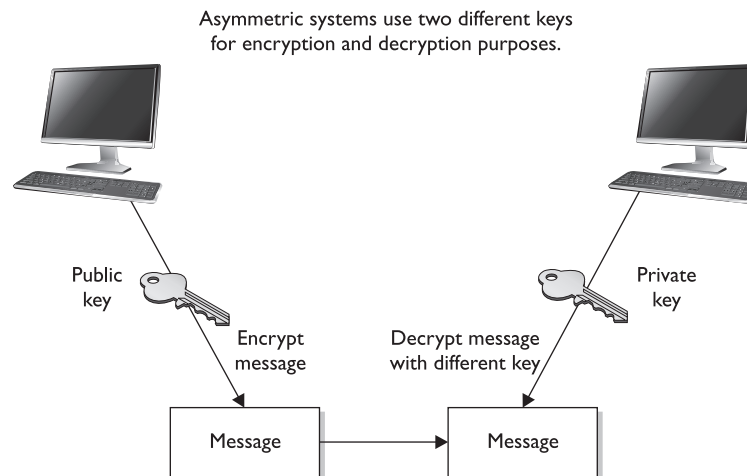 Asymmetric systems use two different keys
for encryption and decryption purposes.
Public
key
Private
key
Encrypt
message
Decrypt message
with different key
Message
Message